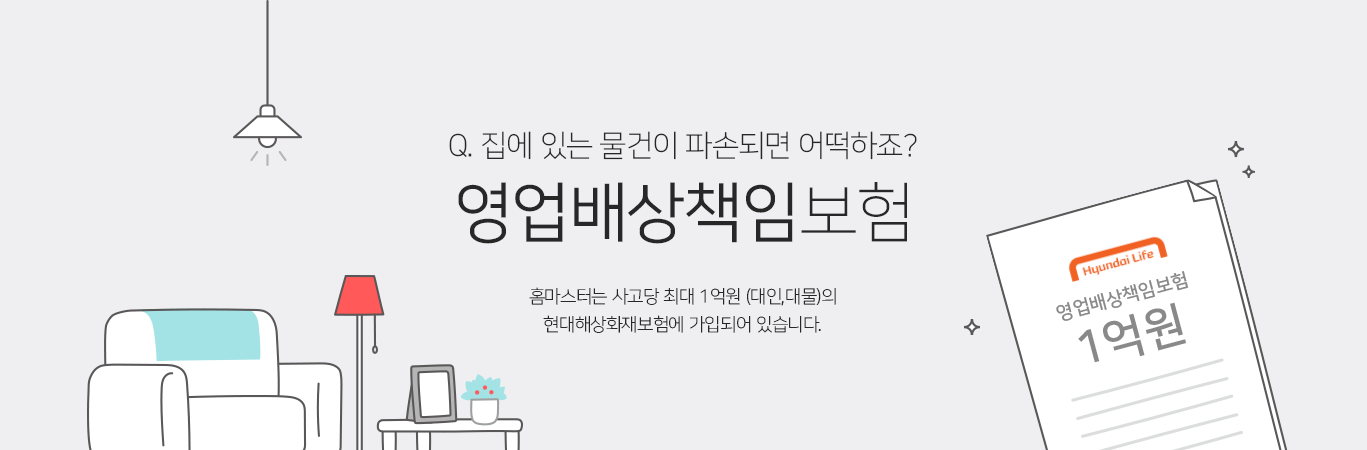 Q. 집에 있는 물건이 파손되면 어떡하죠?
영업배상책임보험
홈마스터는 사고당 최대 1억원 (대인,대물)의
현대해상화재보험에 가입되어 있습니다.
Hyundai Life
영업배상책임보험
1억원